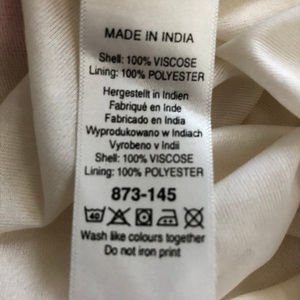 MADE IN INDIA
Shell: 100% VISCOSE
Lining: 100% POLYESTER
Hergestellt in Indien
Fabriqué en Inde
Fabricado en India
Wyprodukowano w Indiach
Vyrobeno v Indii
Shell: 100% VISCOSE
Lining: 100% POLYESTER
873-145
40
Wash like colours together
Do not iron print